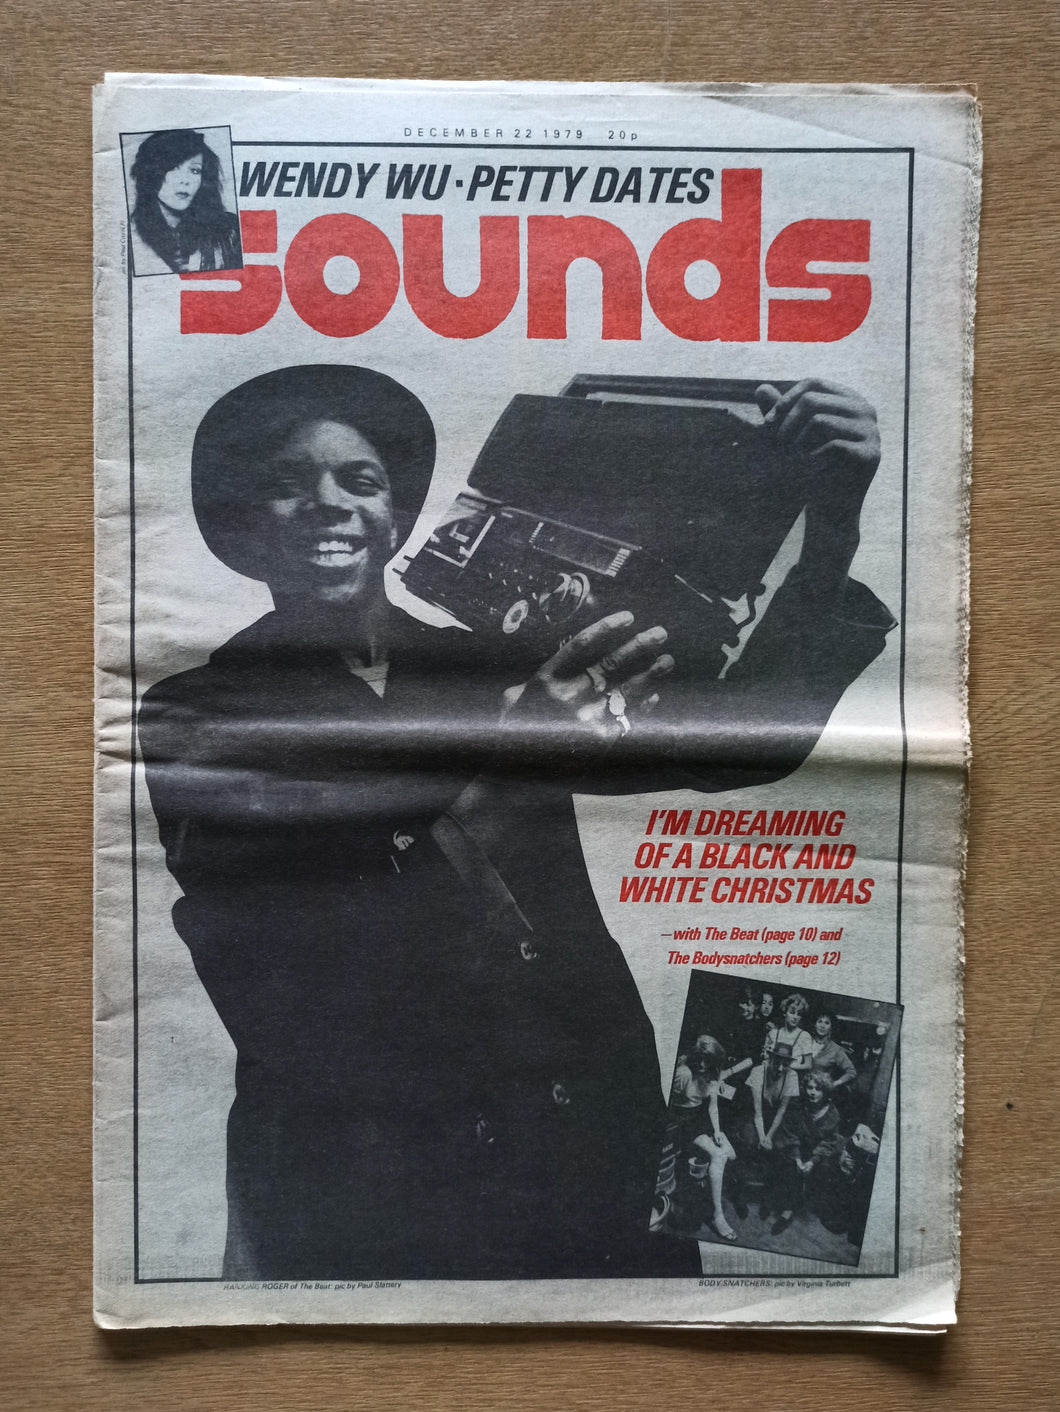 DECEMBER 22 1979 20p
WENDY WU · PETTY DATES
sounds
I'M DREAMING
OF A BLACK AND
WHITE CHRISTMAS
—with The Beat (page 10) and
The Bodysnatchers (page 12)
RANKING ROGER of The Beat: pic by Paul Slattery
BODYSNATCHERS: pic by Virginia Turbett